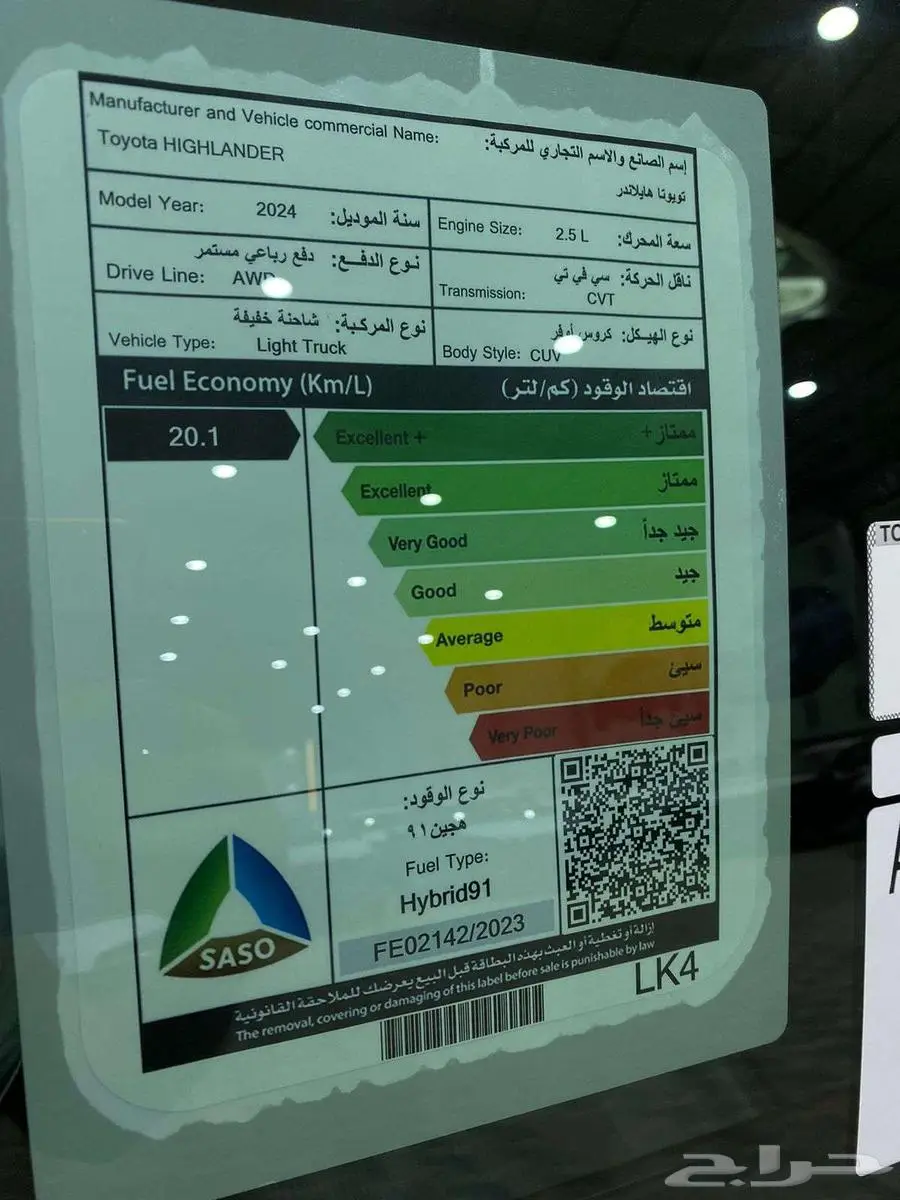 Manufacturer and Vehicle commercial Name:
إسم الصانع والاسم التجاري للمركبة:
Toyota HIGHLANDER
تويوتا هايلاندر
Model Year: 2024 سنة الموديل:
Engine Size: 2.5 L سعة المحرك:
نوع الدفع: دفع رباعي مستمر
Drive Line: AWD
ناقل الحركة: سي في تي
Transmission: CVT
نوع المركبة: شاحنة خفيفة
Vehicle Type: Light Truck
نوع الهيكل: كروس أوفر
Body Style: CUV
Fuel Economy (Km/L) اقتصاد الوقود (كم/لتر)
20.1
Excellent + ممتاز+
Excellent ممتاز
Very Good جيد جداً
Good جيد
Average متوسط
Poor سيئ
Very Poor سيئ جداً
نوع الوقود:
هجين ٩١
Fuel Type:
Hybrid91
FE02142/2023
SASO
إزالة أو تغطية أو العبث بهذه البطاقة قبل البيع يعرضك للملاحقة القانونية
The removal, covering or damaging of this label before sale is punishable by law
LK4
TO
حراج